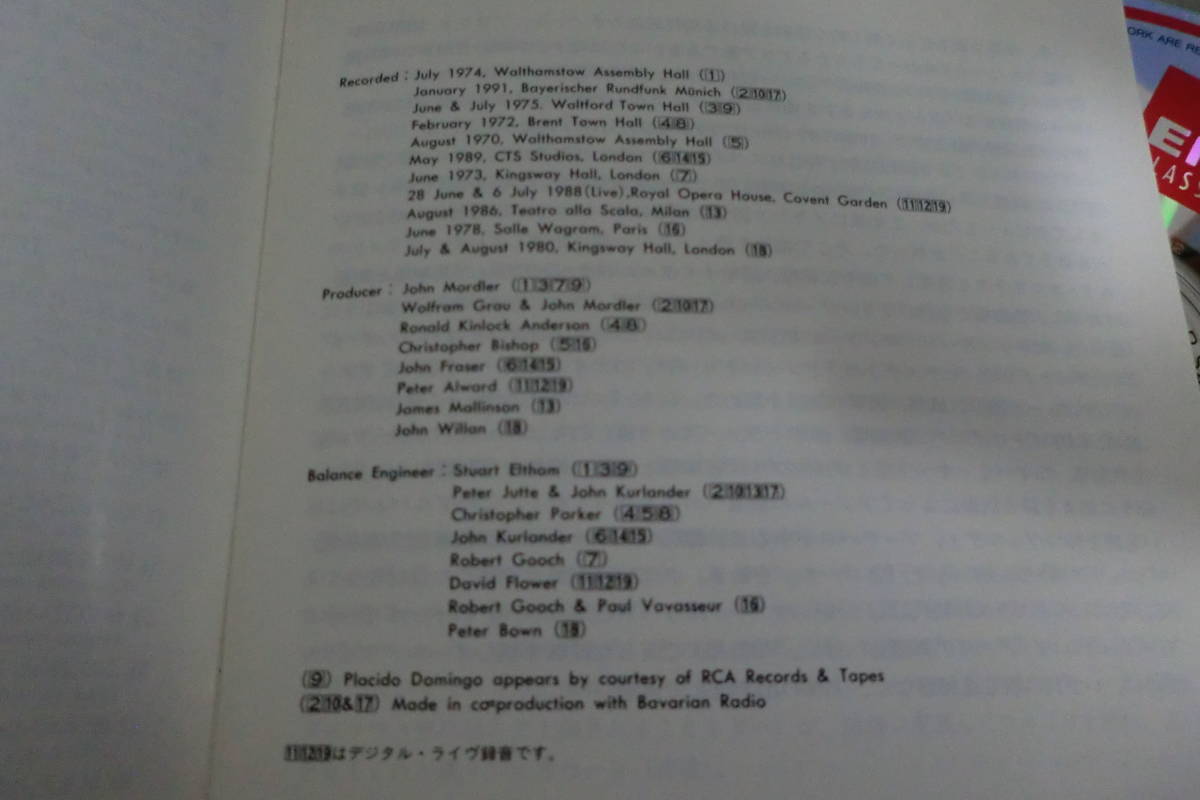 Recorded : July 1974, Walthamstow Assembly Hall (1)
January 1991, Bayerischer Rundfunk Münich (2 10 17)
June & July 1975. Waltford Town Hall (3 9)
February 1972, Brent Town Hall (4 8)
August 1970, Walthamstow Assembly Hall (5)
May 1989, CTS Studios, London (6 14 15)
June 1973, Kingsway Hall, London (7)
28 June & 6 July 1988 (Live), Royal Opera House, Covent Garden (11 12 19)
August 1986, Teatro alla Scala, Milan (13)
June 1978, Salle Wagram, Paris (16)
July & August 1980, Kingsway Hall, London (18)
Producer : John Mordler (1 3 7 9)
Wolfram Grau & John Mordler (2 10 17)
Ronald Kinlock Anderson (4 8)
Christopher Bishop (5 16)
John Fraser (6 14 15)
Peter Alward (11 12 19)
James Mallinson (13)
John Willan (18)
Balance Engineer : Stuart Eltham (1 3 9)
Peter Jutte & John Kurlander (2 10 13 17)
Christopher Parker (4 5 8)
John Kurlander (6 14 15)
Robert Gooch (7)
David Flower (11 12 19)
Robert Gooch & Paul Vavasseur (16)
Peter Bown (18)
(9) Placido Domingo appears by courtesy of RCA Records & Tapes
(2 10 & 17) Made in co-production with Bavarian Radio
11 12 19はデジタル・ライヴ録音です。
ORK ARE RE